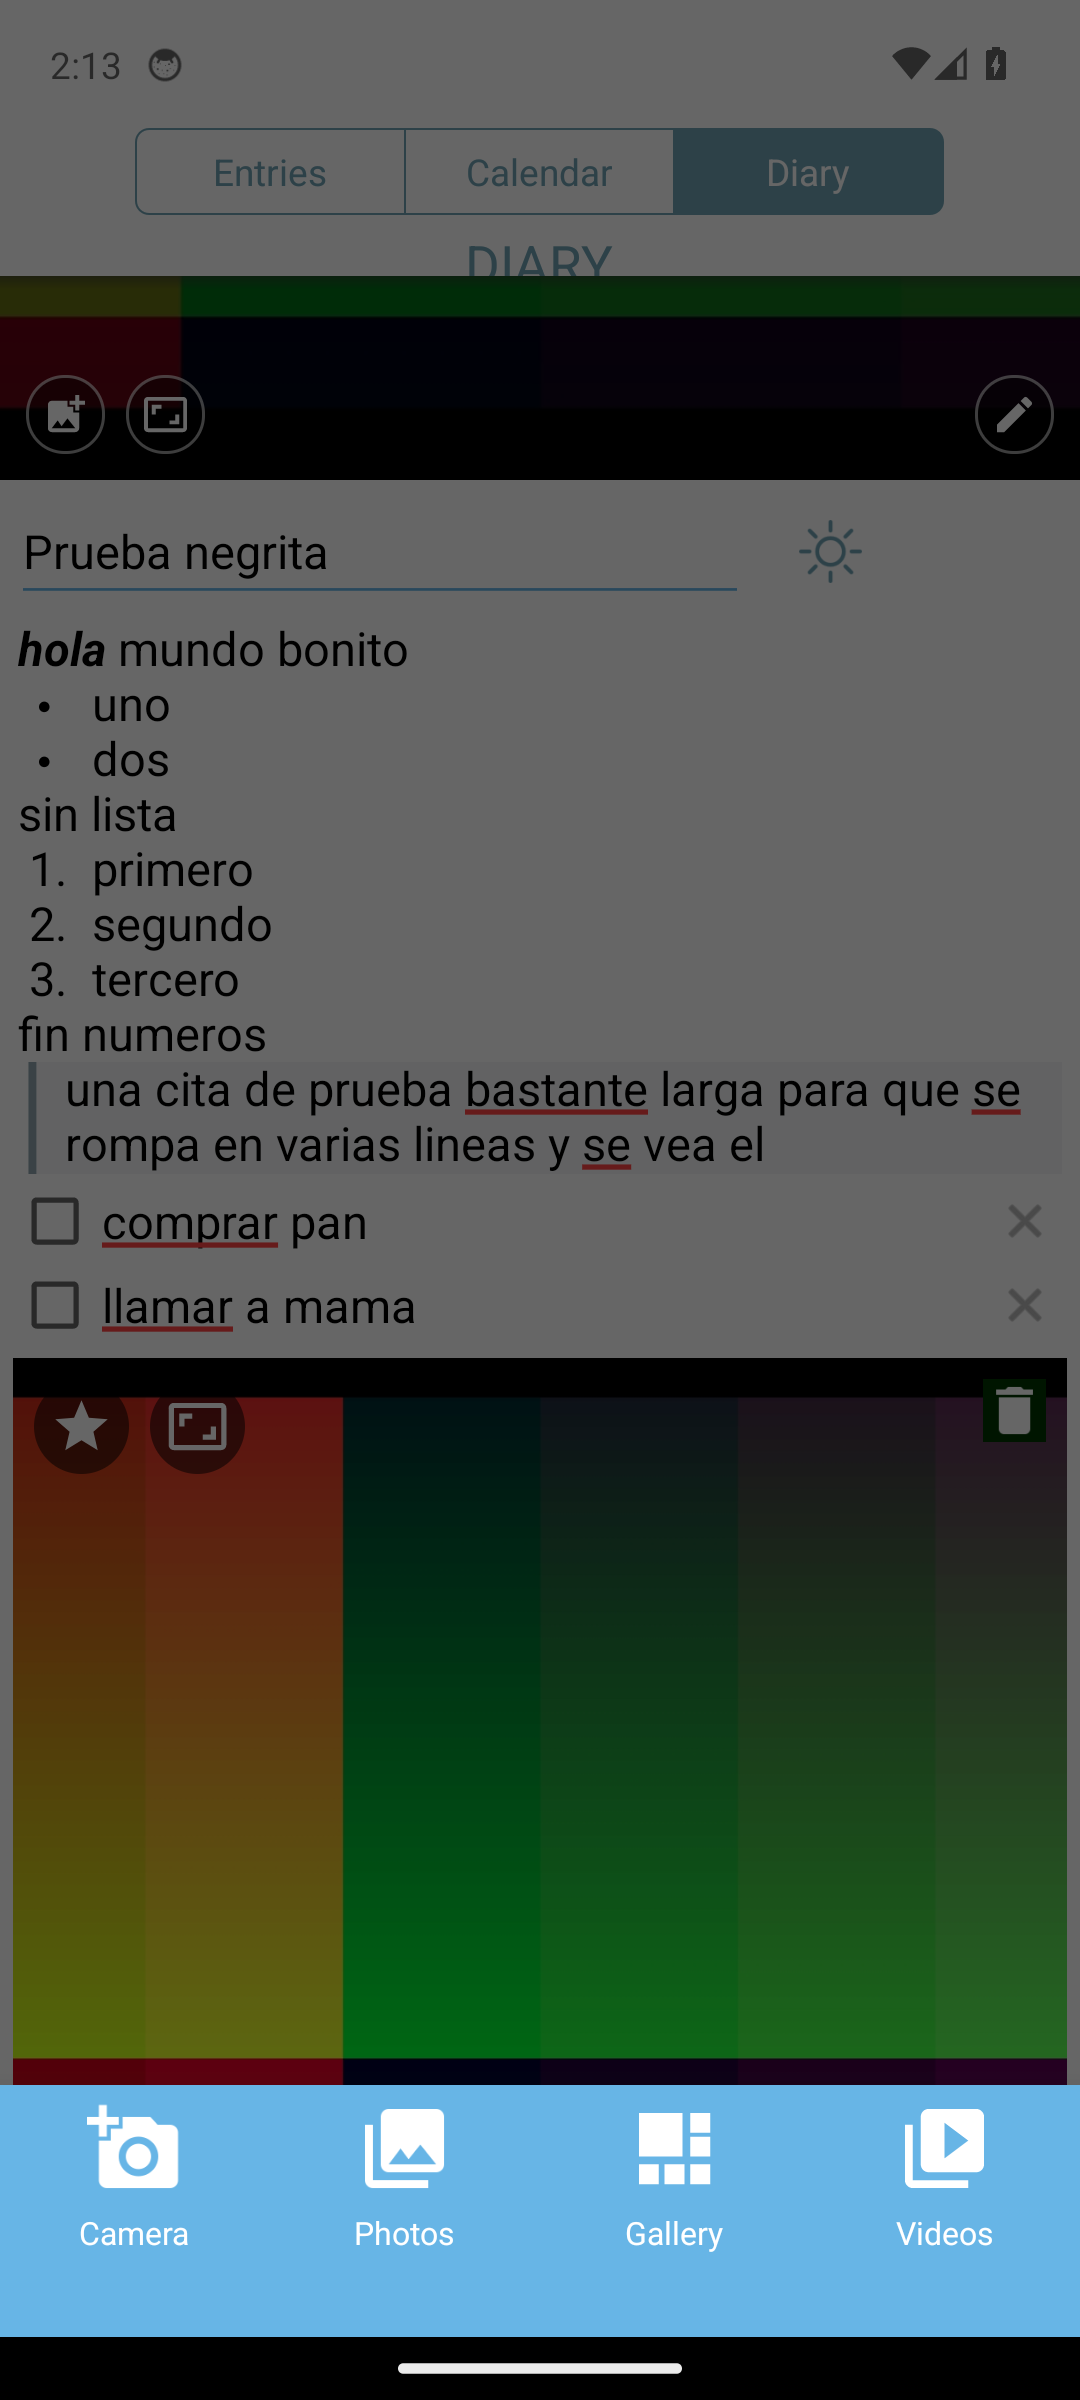 2:13
Entries Calendar Diary
DIARY
Prueba negrita
hola mundo bonito
• uno
• dos
sin lista
1. primero
2. segundo
3. tercero
fin numeros
una cita de prueba bastante larga para que se
rompa en varias lineas y se vea el
comprar pan
llamar a mama
Camera Photos Gallery Videos